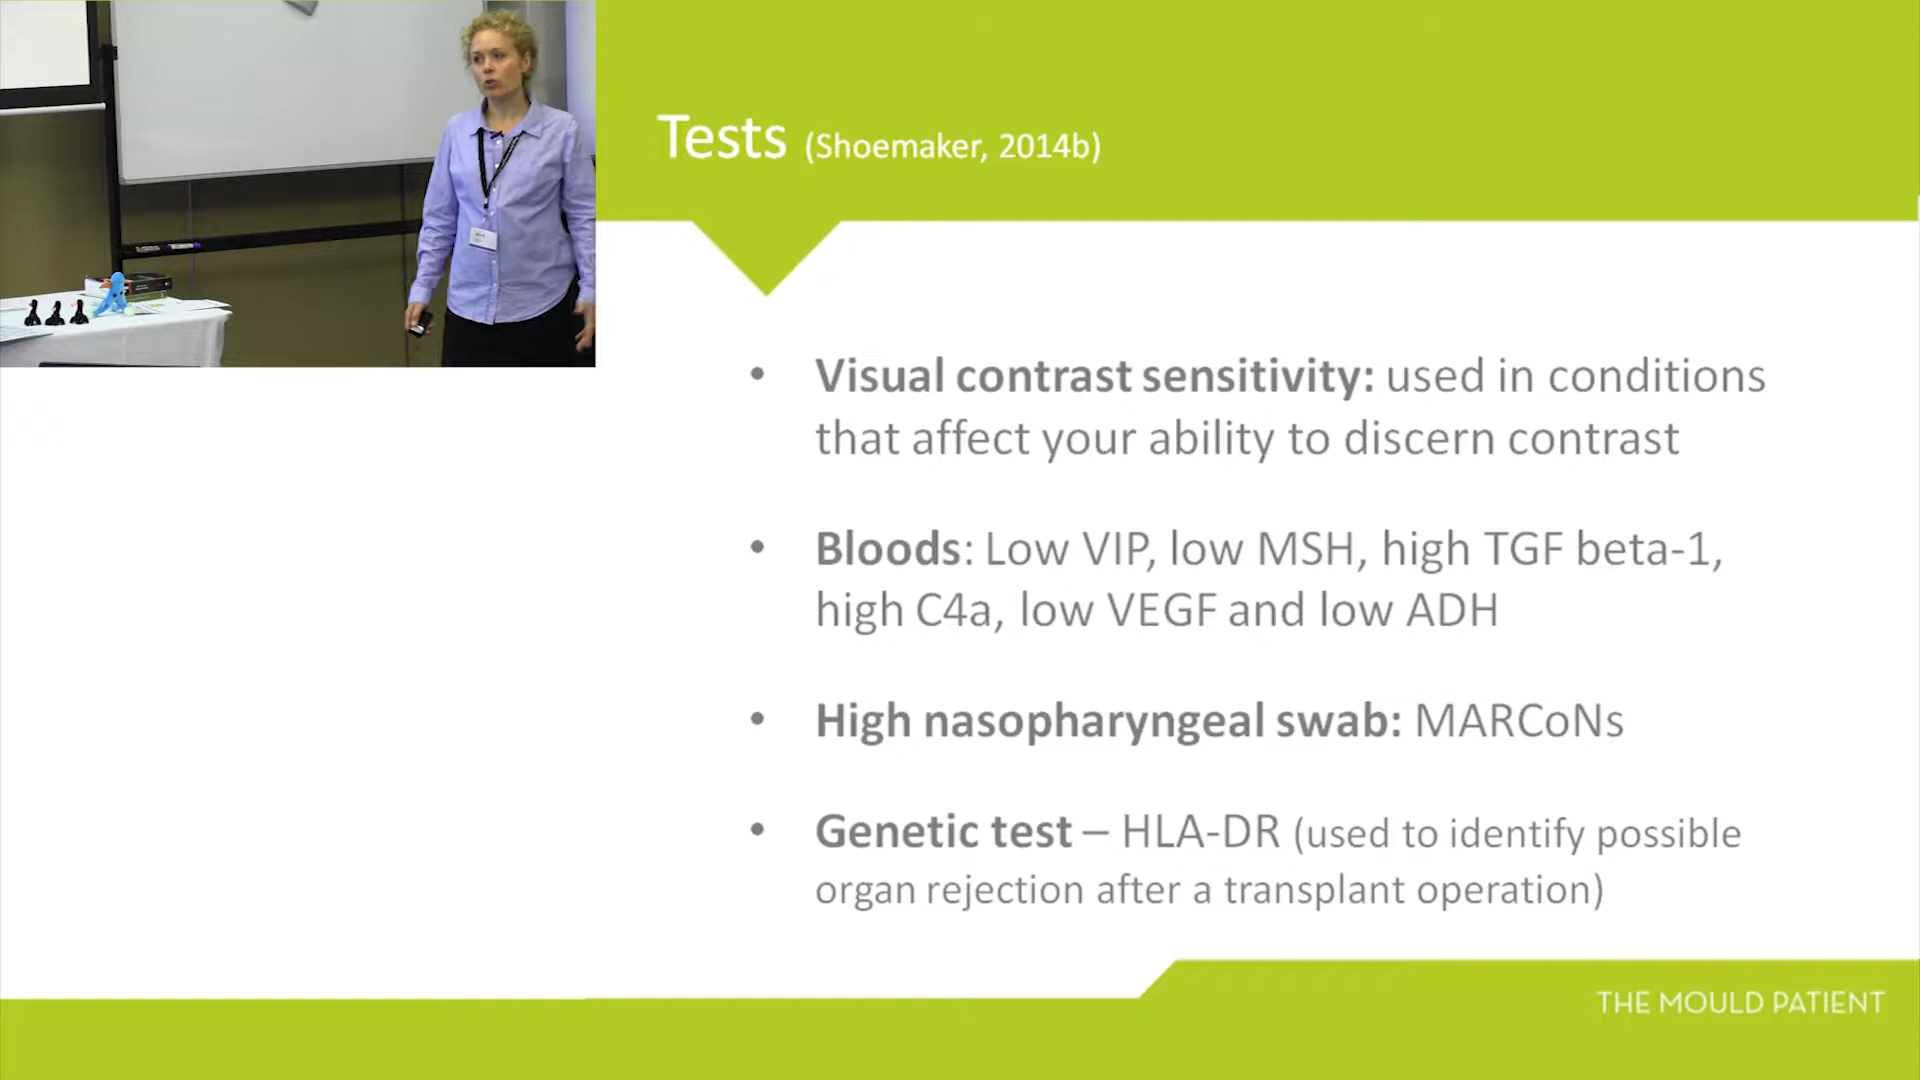 Tests (Shoemaker, 2014b)
• Visual contrast sensitivity: used in conditions
that affect your ability to discern contrast
• Bloods: Low VIP, low MSH, high TGF beta-1,
high C4a, low VEGF and low ADH
• High nasopharyngeal swab: MARCoNs
• Genetic test – HLA-DR (used to identify possible
organ rejection after a transplant operation)
THE MOULD PATIENT